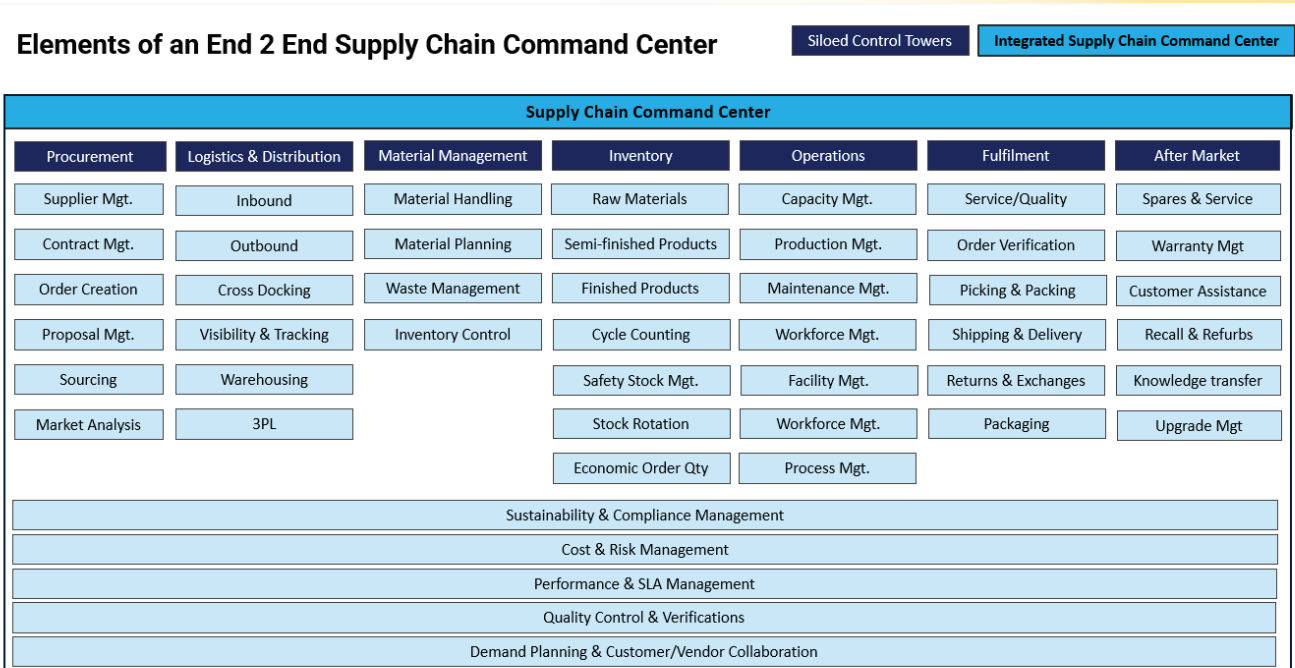 Elements of an End 2 End Supply Chain Command Center
Siloed Control Towers
Integrated Supply Chain Command Center
Supply Chain Command Center
Procurement
Supplier Mgt.
Contract Mgt.
Order Creation
Proposal Mgt.
Sourcing
Market Analysis
Logistics & Distribution
Inbound
Outbound
Cross Docking
Visibility & Tracking
Warehousing
3PL
Material Management
Material Handling
Material Planning
Waste Management
Inventory Control
Inventory
Raw Materials
Semi-finished Products
Finished Products
Cycle Counting
Safety Stock Mgt.
Stock Rotation
Economic Order Qty
Operations
Capacity Mgt.
Production Mgt.
Maintenance Mgt.
Workforce Mgt.
Facility Mgt.
Workforce Mgt.
Process Mgt.
Fulfilment
Service/Quality
Order Verification
Picking & Packing
Shipping & Delivery
Returns & Exchanges
Packaging
After Market
Spares & Service
Warranty Mgt
Customer Assistance
Recall & Refurbs
Knowledge transfer
Upgrade Mgt
Sustainability & Compliance Management
Cost & Risk Management
Performance & SLA Management
Quality Control & Verifications
Demand Planning & Customer/Vendor Collaboration